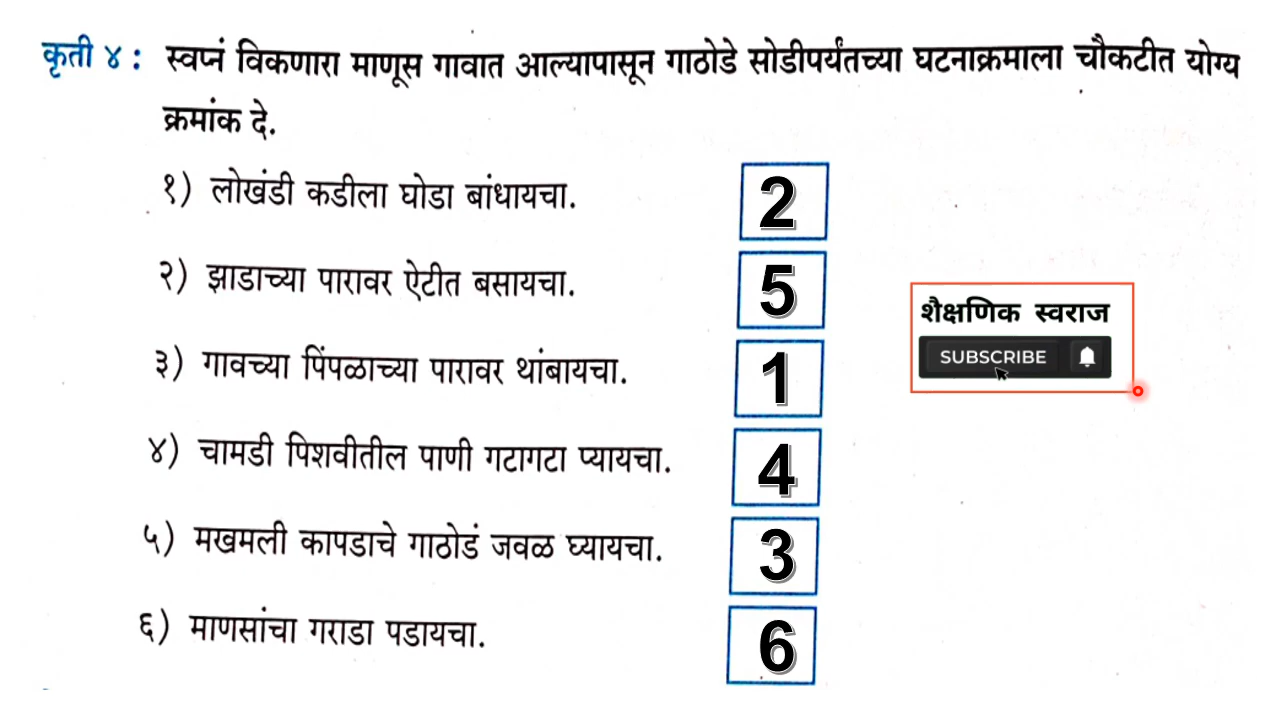 कृती ४ : स्वप्नं विकणारा माणूस गावात आल्यापासून गाठोडे सोडीपर्यंतच्या घटनाक्रमाला चौकटीत योग्य
क्रमांक दे.
१) लोखंडी कडीला घोडा बांधायचा. 2
२) झाडाच्या पारावर ऐटीत बसायचा. 5
शैक्षणिक स्वराज
SUBSCRIBE
३) गावच्या पिंपळाच्या पारावर थांबायचा. 1
४) चामडी पिशवीतील पाणी गटागटा प्यायचा. 4
५) मखमली कापडाचे गाठोडं जवळ घ्यायचा. 3
६) माणसांचा गराडा पडायचा. 6